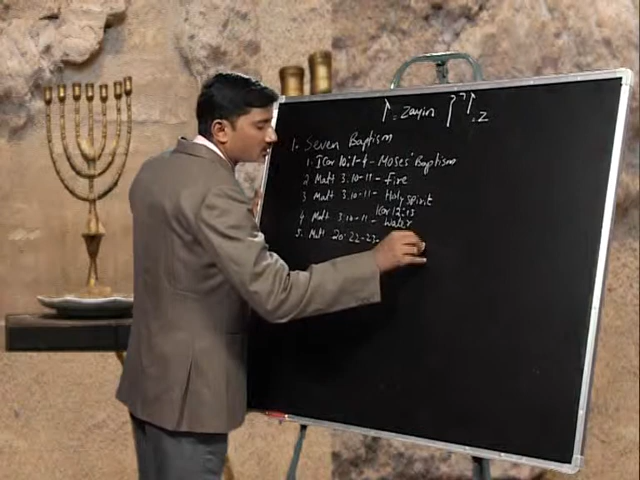 ן = Zayin ן ז ן = Z
1. Seven Baptism
1. I Cor 10:1-4 - Moses' Baptism
2 Matt 3:10-11 - Fire
3 Matt 3:10-11 - Holy Spirit
1Cor 12:13
4 Matt 3:10-11 - Water
5. Matt 20:22-23-